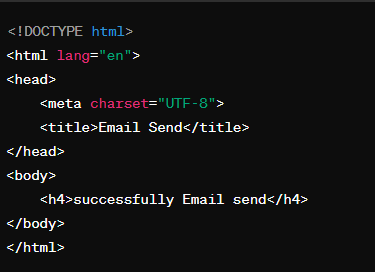 <!DOCTYPE html>
<html lang="en">
<head>
    <meta charset="UTF-8">
    <title>Email Send</title>
</head>
<body>
    <h4>successfully Email send</h4>
</body>
</html>